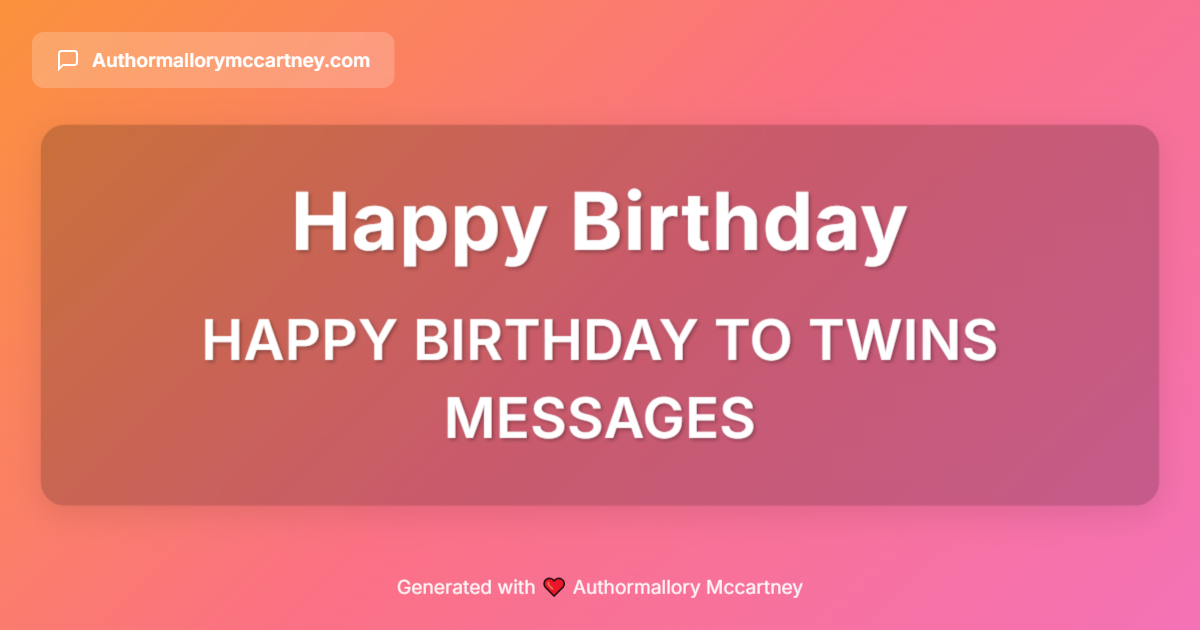 Authormallorymccartney.com
Happy Birthday
HAPPY BIRTHDAY TO TWINS
MESSAGES
Generated with ❤️ Authormallory Mccartney